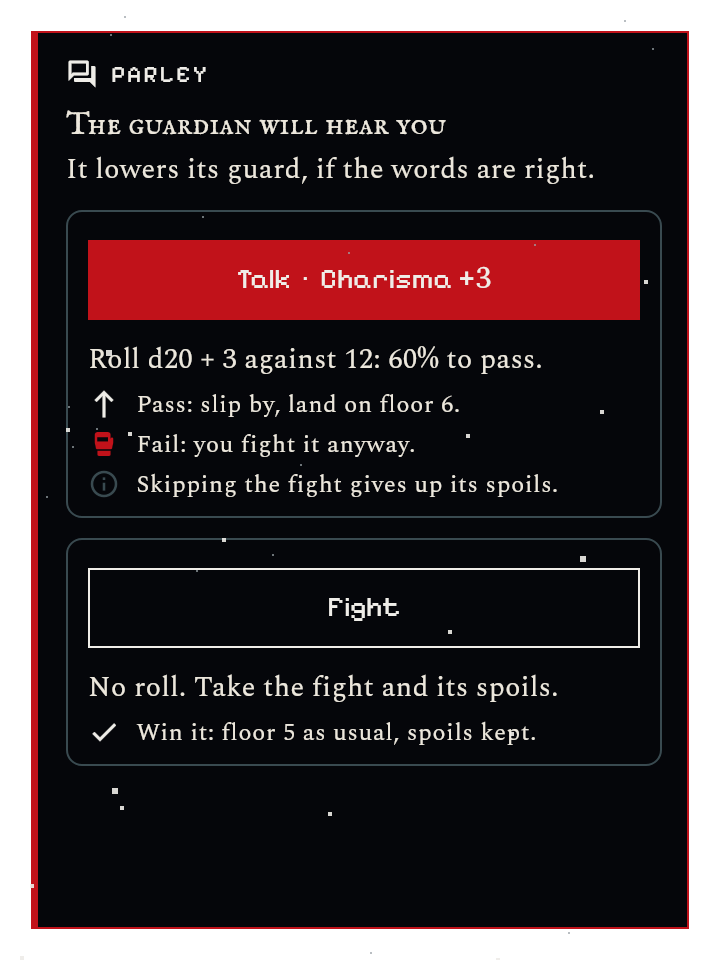 PARLEY
The guardian will hear you
It lowers its guard, if the words are right.
Talk · Charisma +3
Roll d20 + 3 against 12: 60% to pass.
Pass: slip by, land on floor 6.
Fail: you fight it anyway.
Skipping the fight gives up its spoils.
Fight
No roll. Take the fight and its spoils.
Win it: floor 5 as usual, spoils kept.